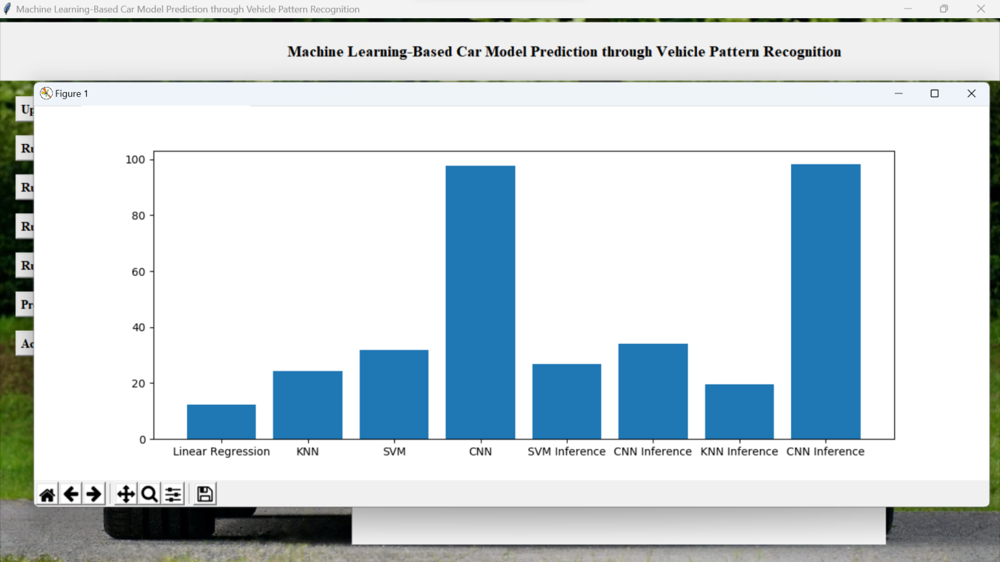 Machine Learning-Based Car Model Prediction through Vehicle Pattern Recognition
Machine Learning-Based Car Model Prediction through Vehicle Pattern Recognition
Figure 1
Up
Ru
Ru
Ru
Ru
Pr
Ac
100
80
60
40
20
0
Linear Regression KNN SVM CNN SVM Inference CNN Inference KNN Inference CNN Inference